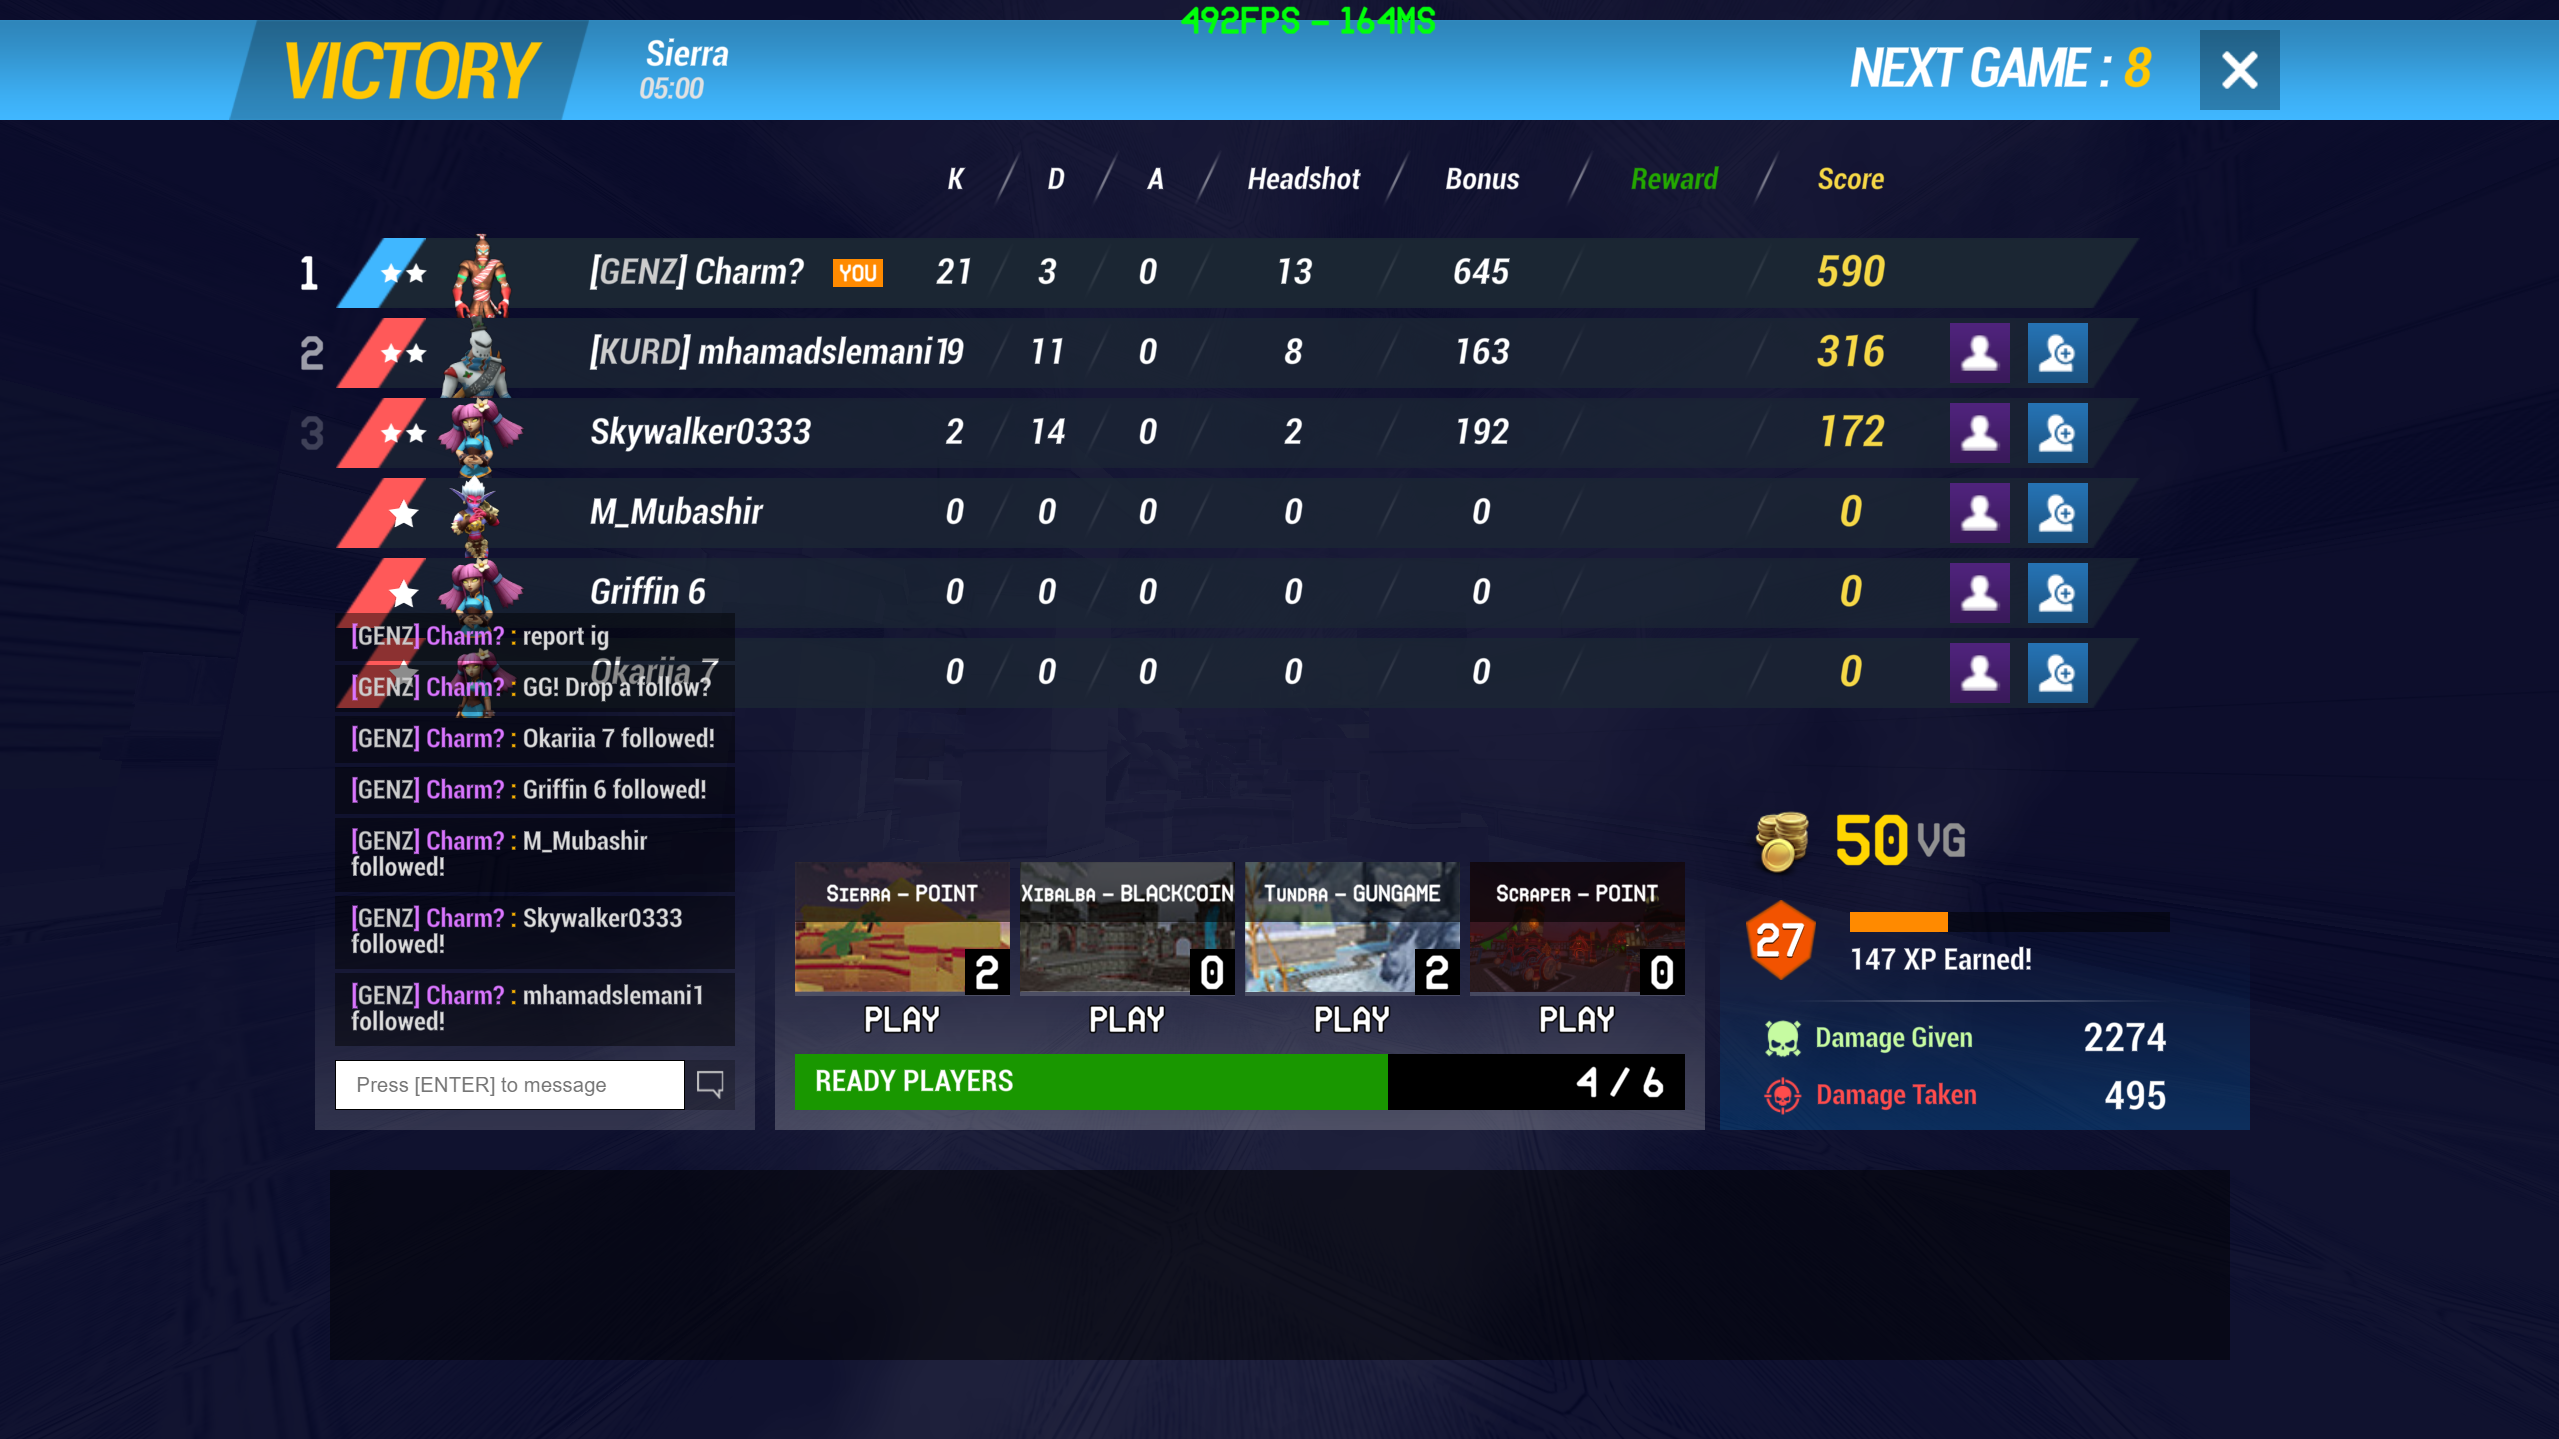 492FPS – 164MS
VICTORY
Sierra
05:00
NEXT GAME : 8
K / D / A / Headshot / Bonus / Reward / Score
1 [GENZ] Charm? YOU 21 3 0 13 645 590
2 [KURD] mhamadslemani19 11 0 8 163 316
3 Skywalker0333 2 14 0 2 192 172
M_Mubashir 0 0 0 0 0 0
Griffin 6 0 0 0 0 0 0
Okariia 7 0 0 0 0 0 0
[GENZ] Charm? : report ig
[GENZ] Charm? : GG! Drop a follow?
[GENZ] Charm? : Okariia 7 followed!
[GENZ] Charm? : Griffin 6 followed!
[GENZ] Charm? : M_Mubashir
followed!
[GENZ] Charm? : Skywalker0333
followed!
[GENZ] Charm? : mhamadslemani1
followed!
Press [ENTER] to message
Sierra – POINT
2
PLAY
Xibalba – BLACKCOIN
0
PLAY
Tundra – GUNGAME
2
PLAY
Scraper – POINT
0
PLAY
READY PLAYERS 4 / 6
50 VG
27
147 XP Earned!
Damage Given 2274
Damage Taken 495